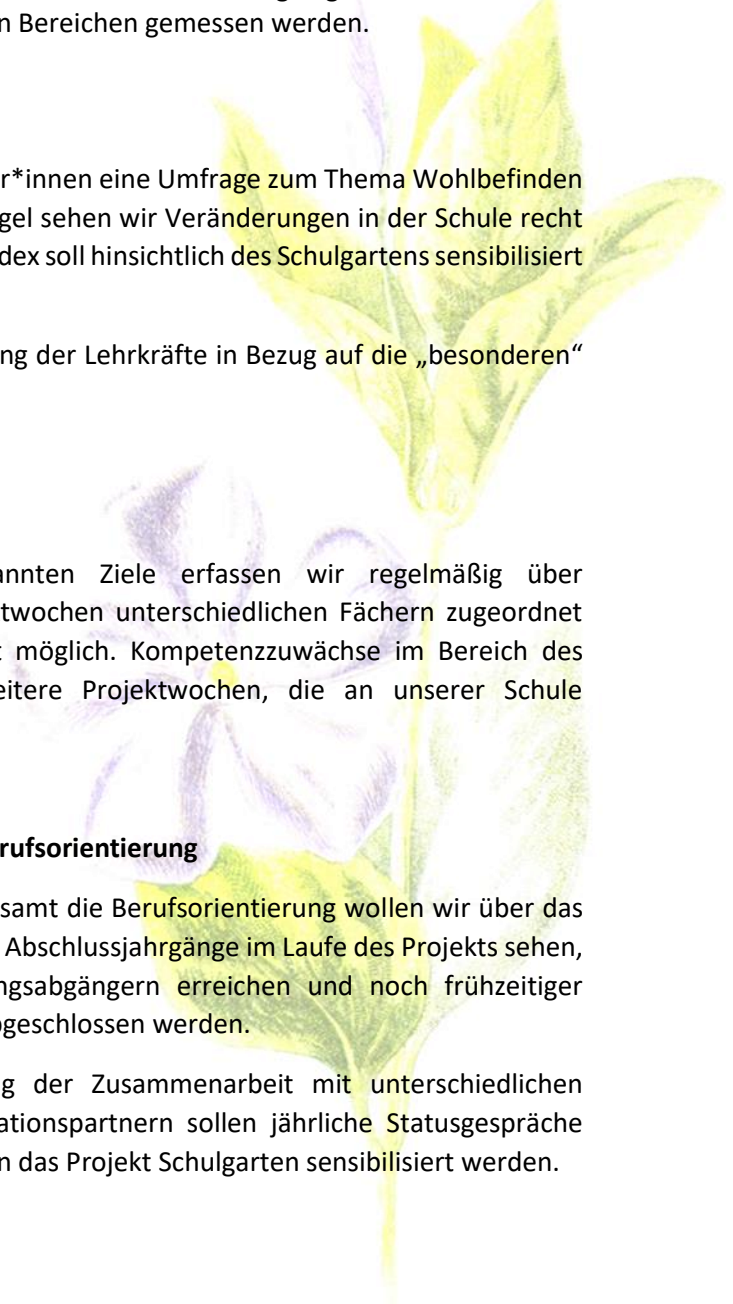 n Bereichen gemessen werden.
r*innen eine Umfrage zum Thema Wohlbefinden
gel sehen wir Veränderungen in der Schule recht
dex soll hinsichtlich des Schulgartens sensibilisiert
ng der Lehrkräfte in Bezug auf die „besonderen“
annten Ziele erfassen wir regelmäßig über
twochen unterschiedlichen Fächern zugeordnet
möglich. Kompetenzzuwächse im Bereich des
eitere Projektwochen, die an unserer Schule
rufsorientierung
samt die Berufsorientierung wollen wir über das
Abschlussjahrgänge im Laufe des Projekts sehen,
ngsabgängern erreichen und noch frühzeitiger
geschlossen werden.
g der Zusammenarbeit mit unterschiedlichen
ationspartnern sollen jährliche Statusgespräche
n das Projekt Schulgarten sensibilisiert werden.